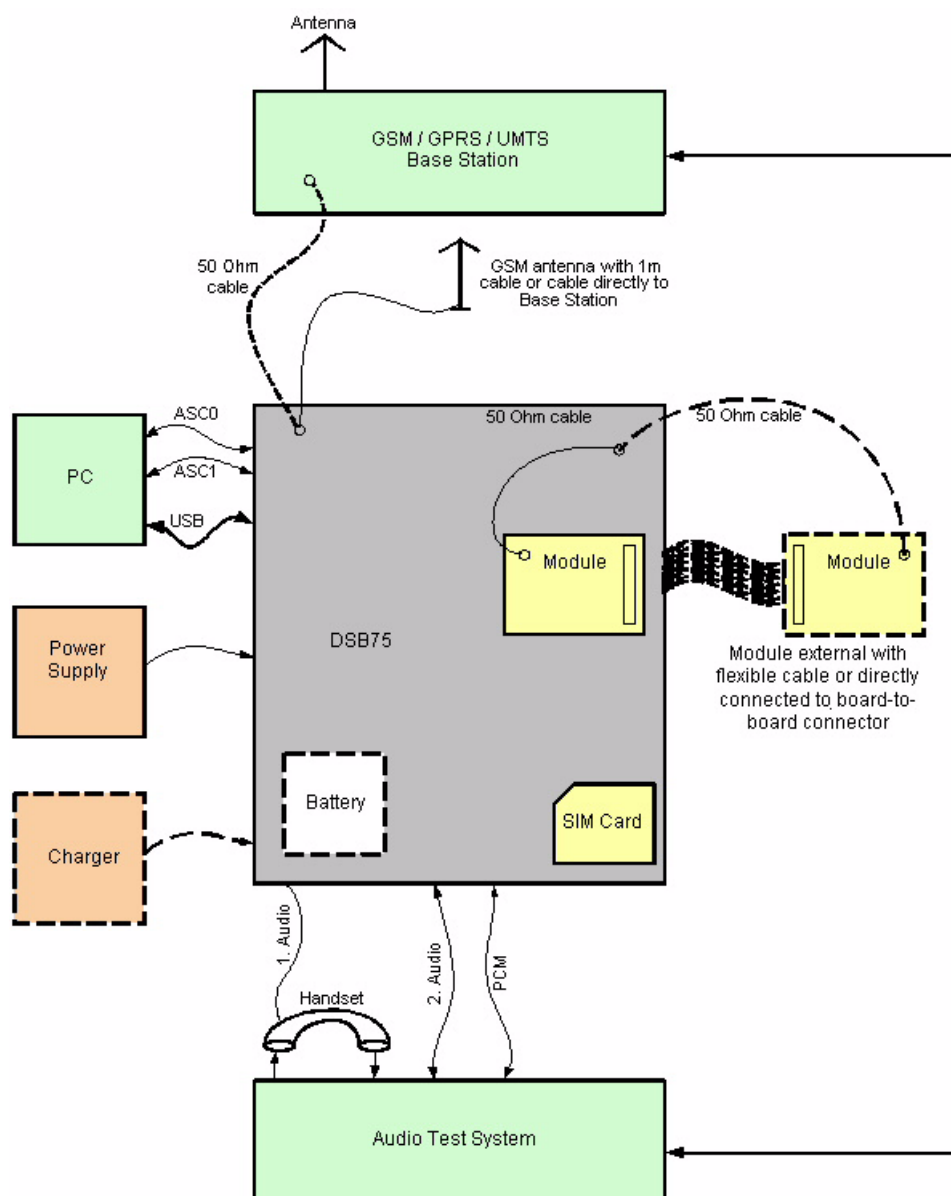 Antenna
GSM / GPRS / UMTS
Base Station
50 Ohm
cable
GSM antenna with 1m
cable or cable directly to
Base Station
ASC0
ASC1
USB
PC
50 Ohm cable
50 Ohm cable
Module
Module
Module external with
flexible cable or directly
connected to board-to-
board connector
Power
Supply
DSB75
Battery
SIM Card
Charger
1. Audio
2. Audio
PCM
Handset
Audio Test System